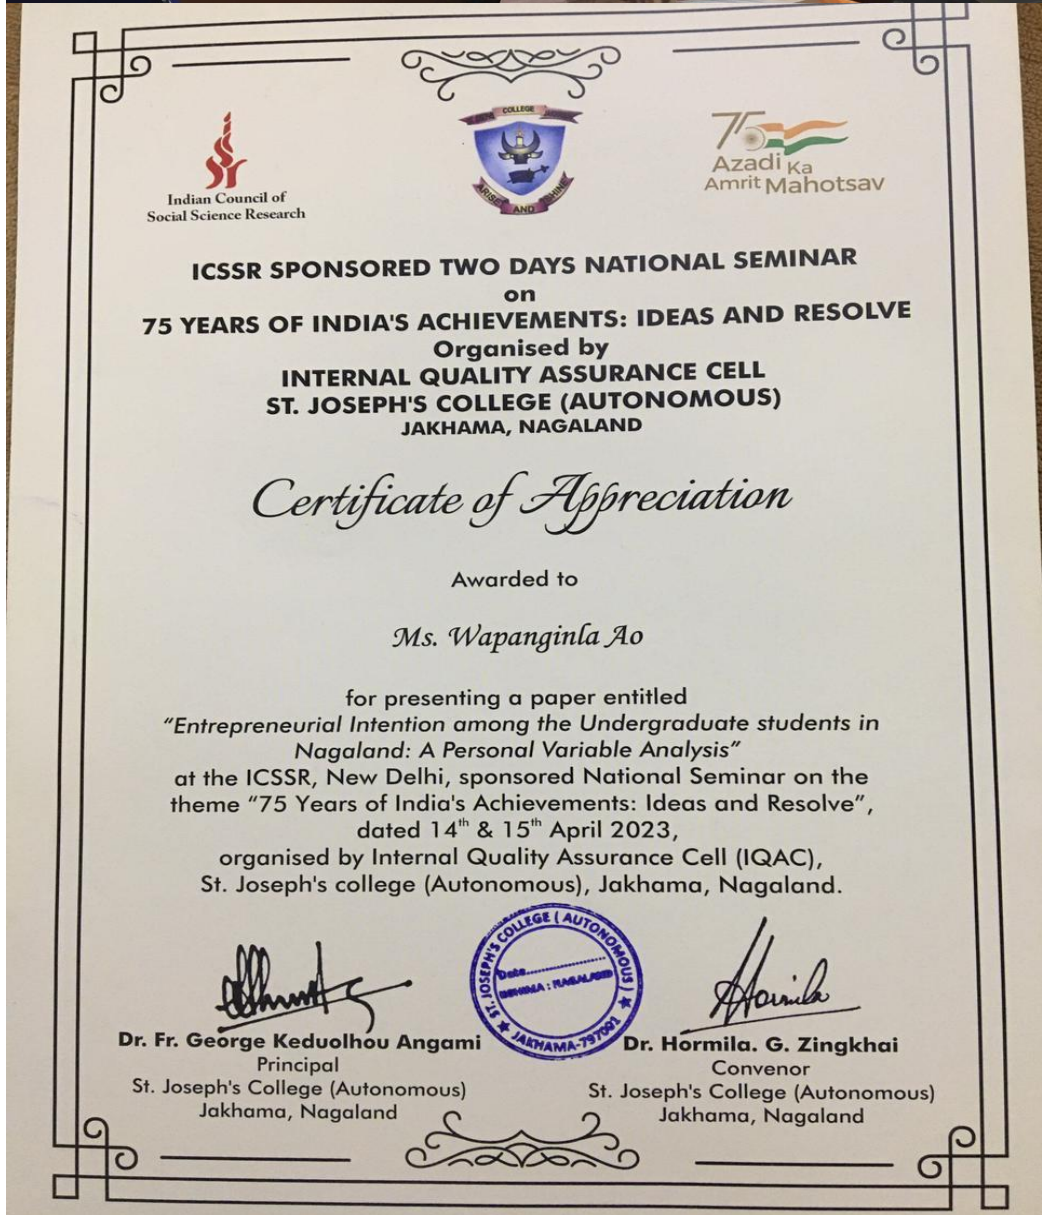 COLLEGE
ARISE AND SHINE
Indian Council of
Social Science Research
75
Azadi Ka
Amrit Mahotsav
ICSSR SPONSORED TWO DAYS NATIONAL SEMINAR
on
75 YEARS OF INDIA'S ACHIEVEMENTS: IDEAS AND RESOLVE
Organised by
INTERNAL QUALITY ASSURANCE CELL
ST. JOSEPH'S COLLEGE (AUTONOMOUS)
JAKHAMA, NAGALAND
Certificate of Appreciation
Awarded to
Ms. Wapanginla Ao
for presenting a paper entitled
“Entrepreneurial Intention among the Undergraduate students in
Nagaland: A Personal Variable Analysis”
at the ICSSR, New Delhi, sponsored National Seminar on the
theme “75 Years of India's Achievements: Ideas and Resolve”,
dated 14th & 15th April 2023,
organised by Internal Quality Assurance Cell (IQAC),
St. Joseph's college (Autonomous), Jakhama, Nagaland.
ST. JOSEPH'S COLLEGE (AUTONOMOUS)
Date....................
KOHIMA : NAGALAND
JAKHAMA-797001
Hormila
Dr. Fr. George Keduolhou Angami
Principal
St. Joseph's College (Autonomous)
Jakhama, Nagaland
Dr. Hormila. G. Zingkhai
Convenor
St. Joseph's College (Autonomous)
Jakhama, Nagaland